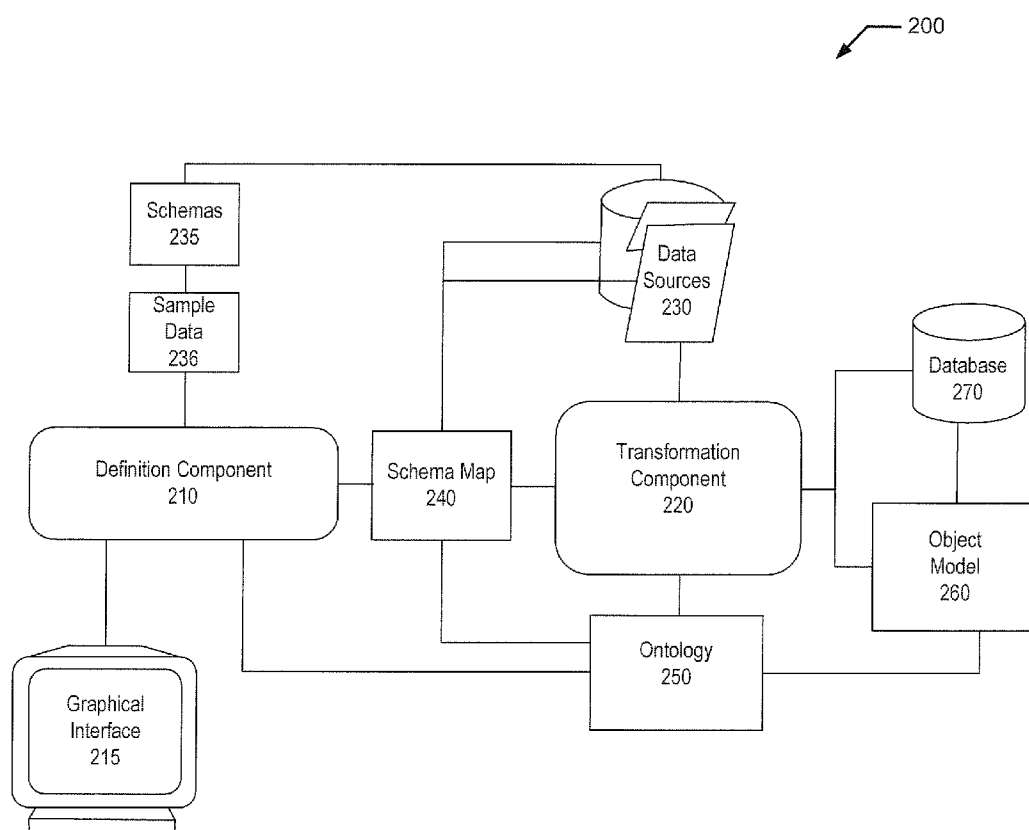 200
Schemas
235
Sample
Data
236
Data
Sources
230
Database
270
Definition Component
210
Schema Map
240
Transformation
Component
220
Object
Model
260
Ontology
250
Graphical
Interface
215